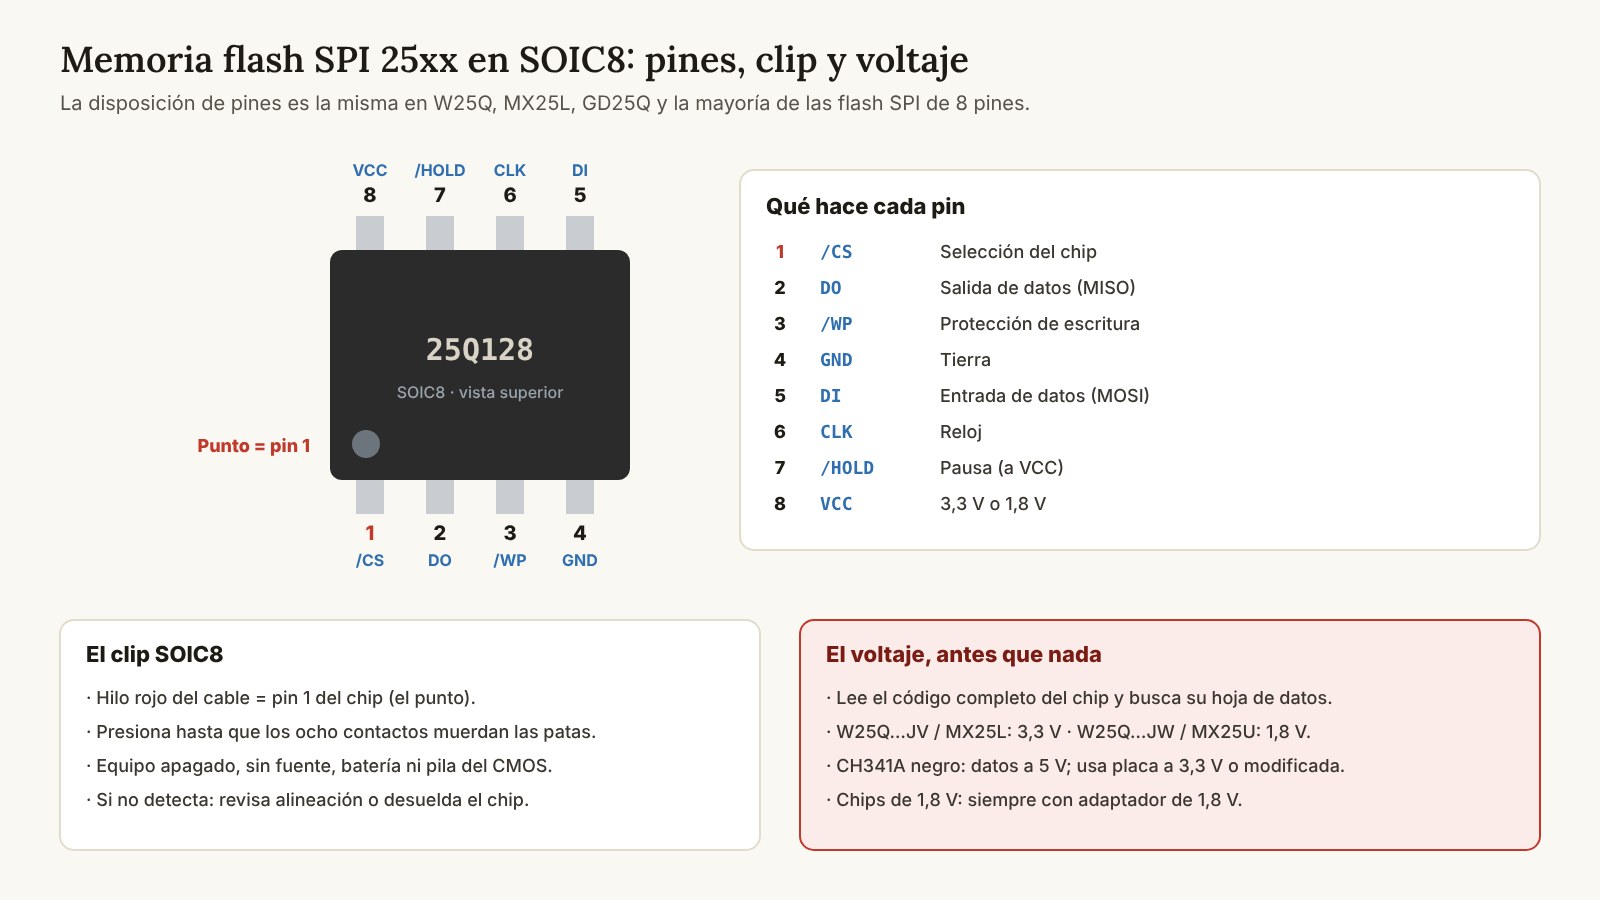 Memoria flash SPI 25xx en SOIC8: pines, clip y voltaje
La disposición de pines es la misma en W25Q, MX25L, GD25Q y la mayoría de las flash SPI de 8 pines.
VCC /HOLD CLK DI
8 7 6 5
25Q128
SOIC8 · vista superior
Punto = pin 1
1 2 3 4
/CS DO /WP GND
Qué hace cada pin
1 /CS Selección del chip
2 DO Salida de datos (MISO)
3 /WP Protección de escritura
4 GND Tierra
5 DI Entrada de datos (MOSI)
6 CLK Reloj
7 /HOLD Pausa (a VCC)
8 VCC 3,3 V o 1,8 V
El clip SOIC8
· Hilo rojo del cable = pin 1 del chip (el punto).
· Presiona hasta que los ocho contactos muerdan las patas.
· Equipo apagado, sin fuente, batería ni pila del CMOS.
· Si no detecta: revisa alineación o desuelda el chip.
El voltaje, antes que nada
· Lee el código completo del chip y busca su hoja de datos.
· W25Q...JV / MX25L: 3,3 V · W25Q...JW / MX25U: 1,8 V.
· CH341A negro: datos a 5 V; usa placa a 3,3 V o modificada.
· Chips de 1,8 V: siempre con adaptador de 1,8 V.